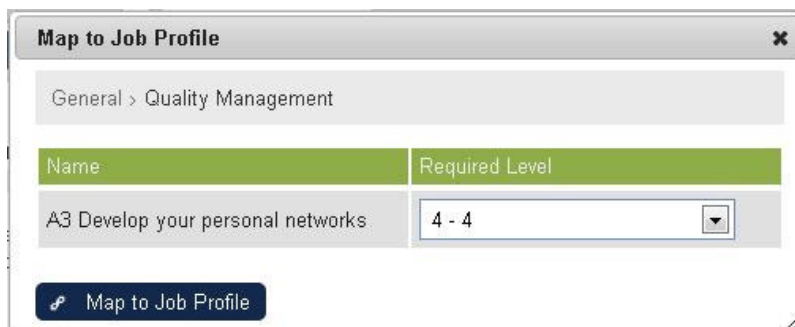 Map to Job Profile
General > Quality Management
Name Required Level
A3 Develop your personal networks 4 - 4
Map to Job Profile